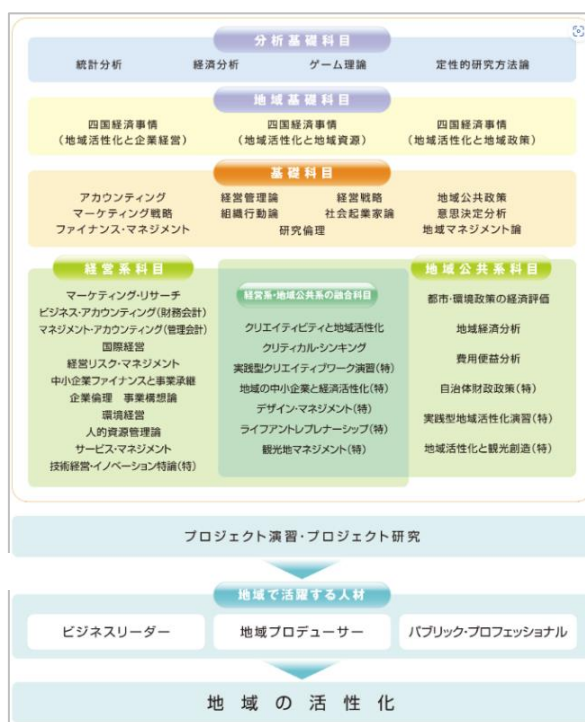 分析基礎科目
統計分析 経済分析 ゲーム理論 定性的研究方法論
地域基礎科目
四国経済事情 四国経済事情 四国経済事情
(地域活性化と企業経営) (地域活性化と地域資源) (地域活性化と地域政策)
基礎科目
アカウンティング 経営管理論 経営戦略 地域公共政策
マーケティング戦略 組織行動論 社会起業家論 意思決定分析
ファイナンス・マネジメント 研究倫理 地域マネジメント論
経営系科目
マーケティング・リサーチ
ビジネス・アカウンティング(財務会計)
マネジメント・アカウンティング(管理会計)
国際経営
経営リスク・マネジメント
中小企業ファイナンスと事業承継
企業倫理 事業構想論
環境経営
人的資源管理論
サービス・マネジメント
技術経営・イノベーション特論(特)
経営系・地域公共系の融合科目
クリエイティビティと地域活性化
クリティカル・シンキング
実践型クリエイティブワーク演習(特)
地域の中小企業と経済活性化(特)
デザイン・マネジメント(特)
ライフアントレプレナーシップ(特)
観光地マネジメント(特)
地域公共系科目
都市・環境政策の経済評価
地域経済分析
費用便益分析
自治体財政政策(特)
実践型地域活性化演習(特)
地域活性化と観光創造(特)
プロジェクト演習・プロジェクト研究
地域で活躍する人材
ビジネスリーダー 地域プロデューサー パブリック・プロフェッショナル
地域の活性化